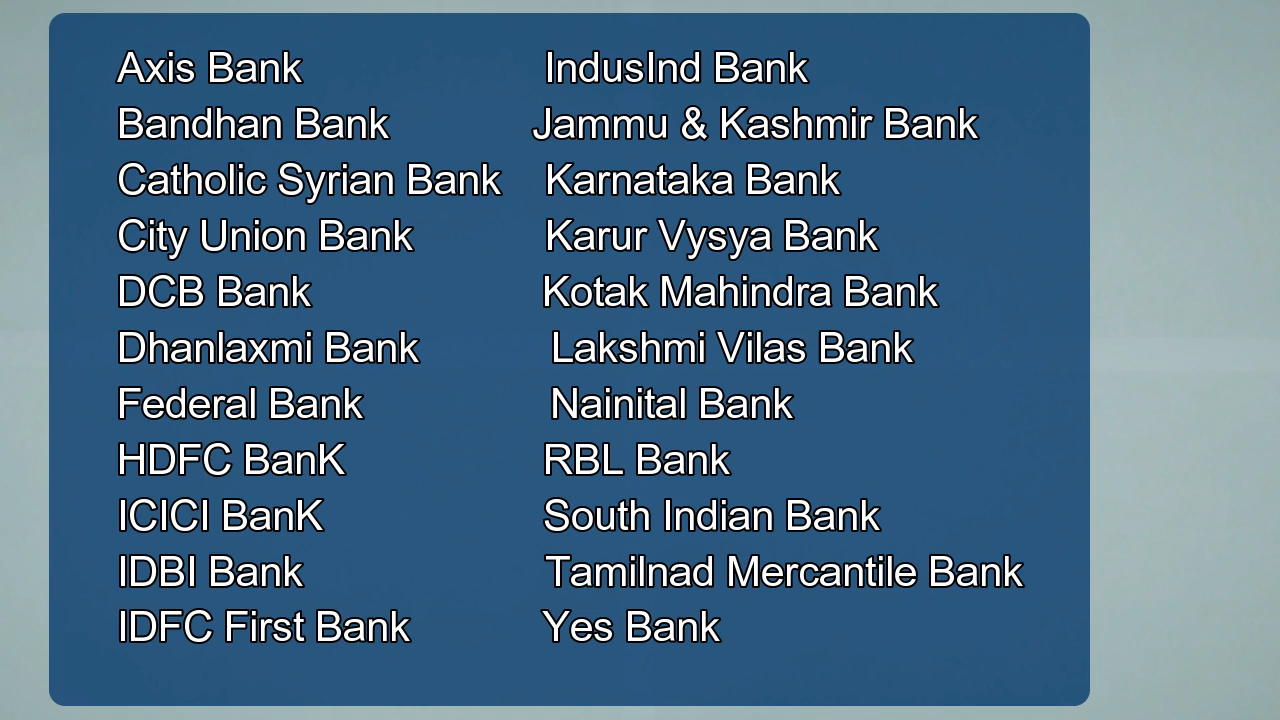 Axis Bank
Bandhan Bank
Catholic Syrian Bank
City Union Bank
DCB Bank
Dhanlaxmi Bank
Federal Bank
HDFC BanK
ICICI BanK
IDBI Bank
IDFC First Bank
IndusInd Bank
Jammu & Kashmir Bank
Karnataka Bank
Karur Vysya Bank
Kotak Mahindra Bank
Lakshmi Vilas Bank
Nainital Bank
RBL Bank
South Indian Bank
Tamilnad Mercantile Bank
Yes Bank